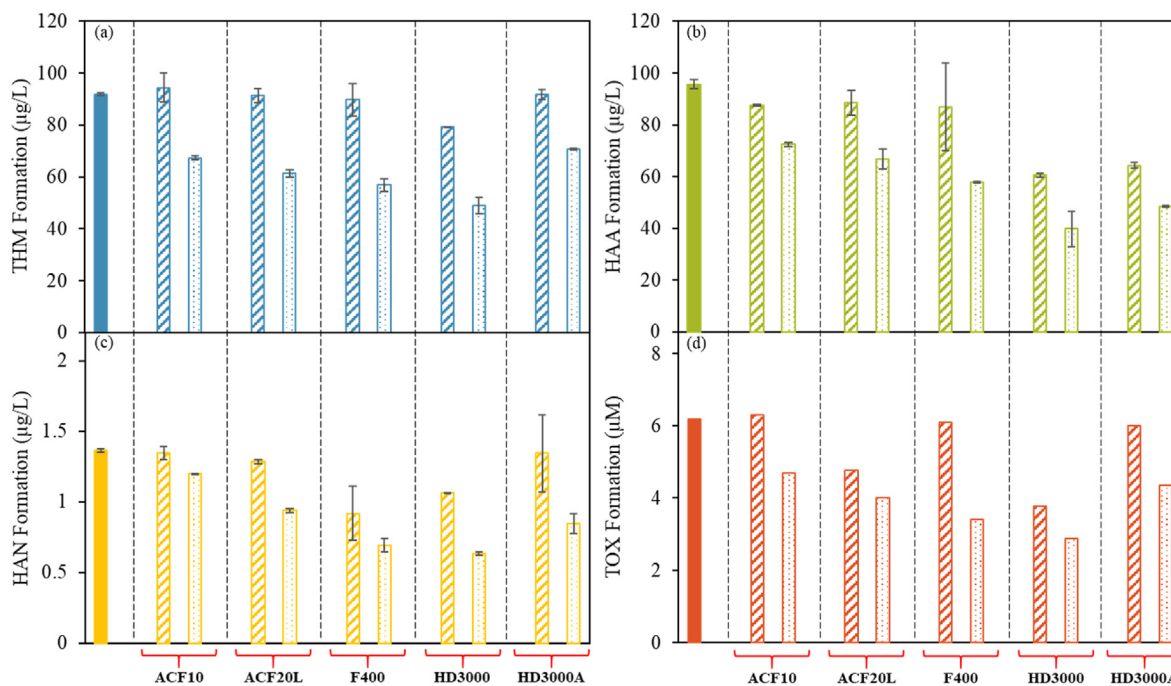 (a)
THM Formation (µg/L)
120
100
80
60
40
20
0
(b)
HAA Formation (µg/L)
120
100
80
60
40
20
0
(c)
HAN Formation (µg/L)
2
1.5
1
0.5
0
ACF10 ACF20L F400 HD3000 HD3000A
(d)
TOX Formation (µM)
8
6
4
2
0
ACF10 ACF20L F400 HD3000 HD3000A